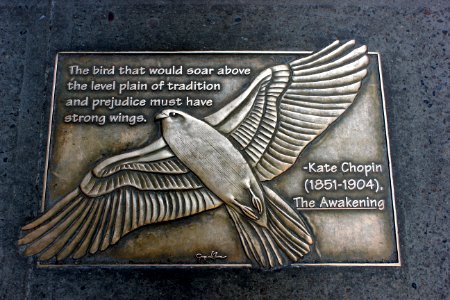 The bird that would soar above
the level plain of tradition
and prejudice must have
strong wings.
-Kate Chopin
(1851-1904),
The Awakening